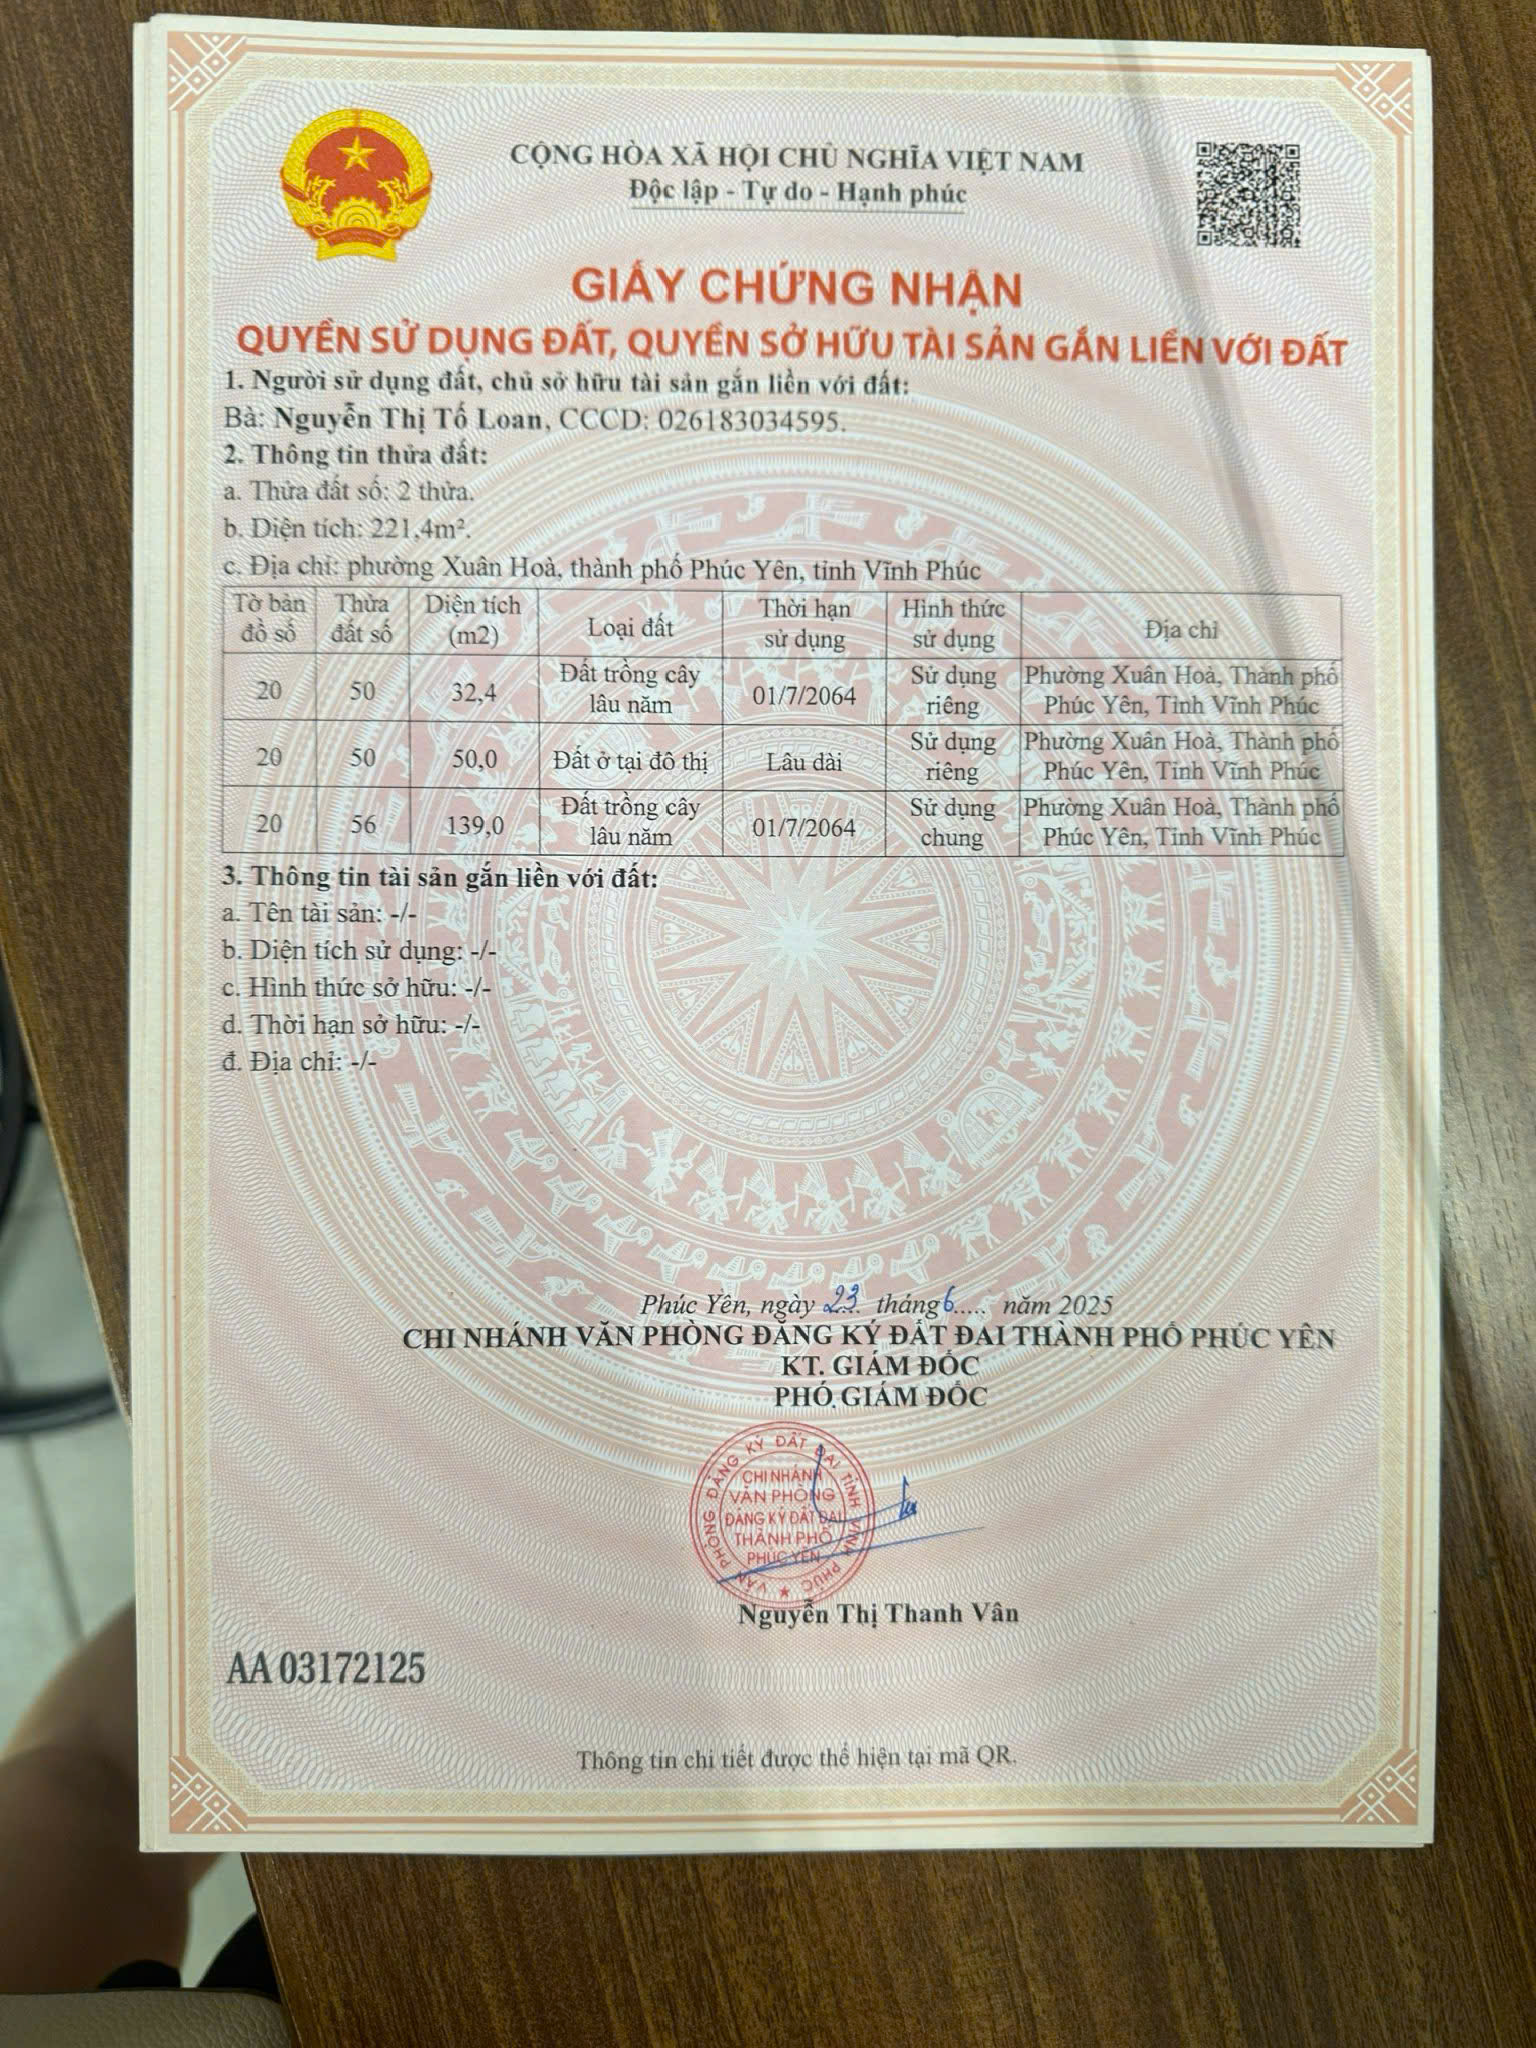 CỘNG HÒA XÃ HỘI CHỦ NGHĨA VIỆT NAM
Độc lập - Tự do - Hạnh phúc
GIẤY CHỨNG NHẬN
QUYỀN SỬ DỤNG ĐẤT, QUYỀN SỞ HỮU TÀI SẢN GẮN LIỀN VỚI ĐẤT
1. Người sử dụng đất, chủ sở hữu tài sản gắn liền với đất:
Bà: Nguyễn Thị Tố Loan, CCCD: 026183034595.
2. Thông tin thửa đất:
a. Thửa đất số: 2 thửa.
b. Diện tích: 221,4m².
c. Địa chỉ: phường Xuân Hoà, thành phố Phúc Yên, tỉnh Vĩnh Phúc
Tờ bản đồ số Thửa đất số Diện tích (m2) Loại đất Thời hạn sử dụng Hình thức sử dụng Địa chỉ
20 50 32,4 Đất trồng cây lâu năm 01/7/2064 Sử dụng riêng Phường Xuân Hoà, Thành phố Phúc Yên, Tỉnh Vĩnh Phúc
20 50 50,0 Đất ở tại đô thị Lâu dài Sử dụng riêng Phường Xuân Hoà, Thành phố Phúc Yên, Tỉnh Vĩnh Phúc
20 56 139,0 Đất trồng cây lâu năm 01/7/2064 Sử dụng chung Phường Xuân Hoà, Thành phố Phúc Yên, Tỉnh Vĩnh Phúc
3. Thông tin tài sản gắn liền với đất:
a. Tên tài sản: -/-
b. Diện tích sử dụng: -/-
c. Hình thức sở hữu: -/-
d. Thời hạn sở hữu: -/-
đ. Địa chỉ: -/-
Phúc Yên, ngày 23 tháng 6..... năm 2025
CHI NHÁNH VĂN PHÒNG ĐĂNG KÝ ĐẤT ĐAI THÀNH PHỐ PHÚC YÊN
KT. GIÁM ĐỐC
PHÓ GIÁM ĐỐC
VĂN PHÒNG ĐĂNG KÝ ĐẤT ĐAI TỈNH VĨNH PHÚC
CHI NHÁNH
VĂN PHÒNG
ĐĂNG KÝ ĐẤT ĐAI
THÀNH PHỐ
PHÚC YÊN
Nguyễn Thị Thanh Vân
AA 03172125
Thông tin chi tiết được thể hiện tại mã QR.